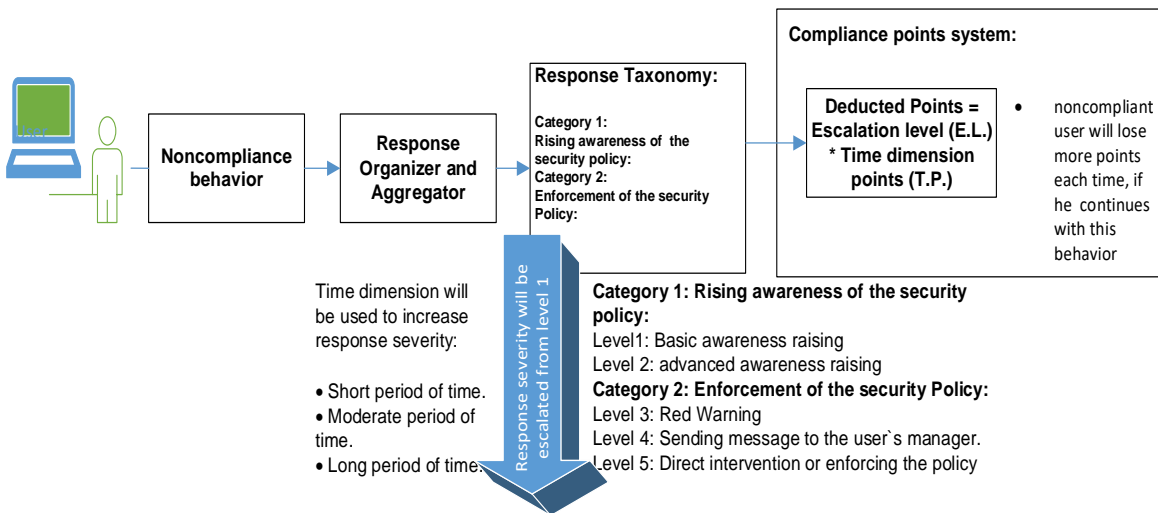 User
Noncompliance
behavior
Response
Organizer and
Aggregator
Response Taxonomy:
Category 1:
Rising awareness of the
security policy:
Category 2:
Enforcement of the security
Policy:
Compliance points system:
Deducted Points =
Escalation level (E.L.)
* Time dimension
points (T.P.)
• noncompliant
user will lose
more points
each time, if
he continues
with this
behavior
Time dimension will
be used to increase
response severity:
• Short period of time.
• Moderate period of
time.
• Long period of time.
Response severity will be
escalated from level 1
Category 1: Rising awareness of the security
policy:
Level1: Basic awareness raising
Level 2: advanced awareness raising
Category 2: Enforcement of the security Policy:
Level 3: Red Warning
Level 4: Sending message to the user`s manager.
Level 5: Direct intervention or enforcing the policy